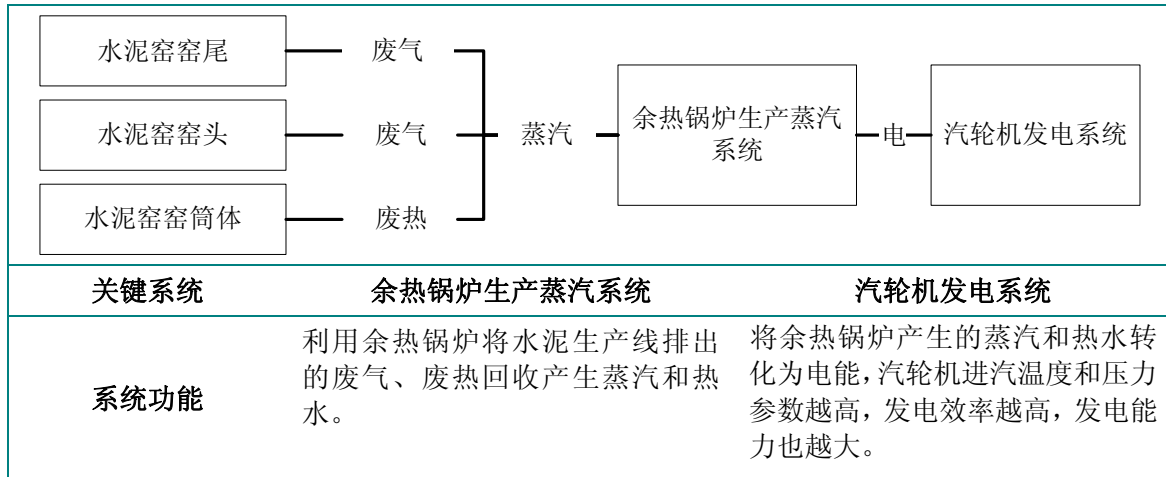 水泥窑窑尾
废气
水泥窑窑头
废气
蒸汽
余热锅炉生产蒸汽
系统
电
汽轮机发电系统
水泥窑窑筒体
废热
关键系统
余热锅炉生产蒸汽系统
汽轮机发电系统
系统功能
利用余热锅炉将水泥生产线排出
的废气、废热回收产生蒸汽和热
水。
将余热锅炉产生的蒸汽和热水转
化为电能,汽轮机进汽温度和压力
参数越高，发电效率越高，发电能
力也越大。